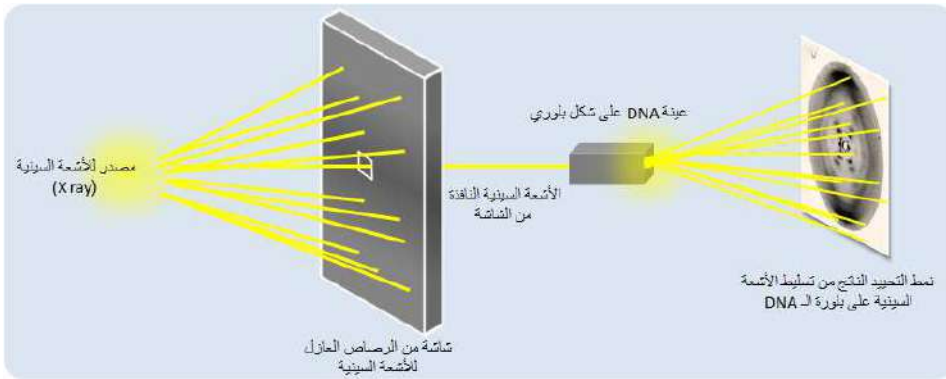 مصدر للأشعة السينية
(X ray)
شاشة من الرصاص العازل
للأشعة السينية
الأشعة السينية النافذة
من الشاشة
عينة DNA على شكل بلوري
نمط التحييد الناتج من تسليط الأشعة
السينية على بلورة الـ DNA